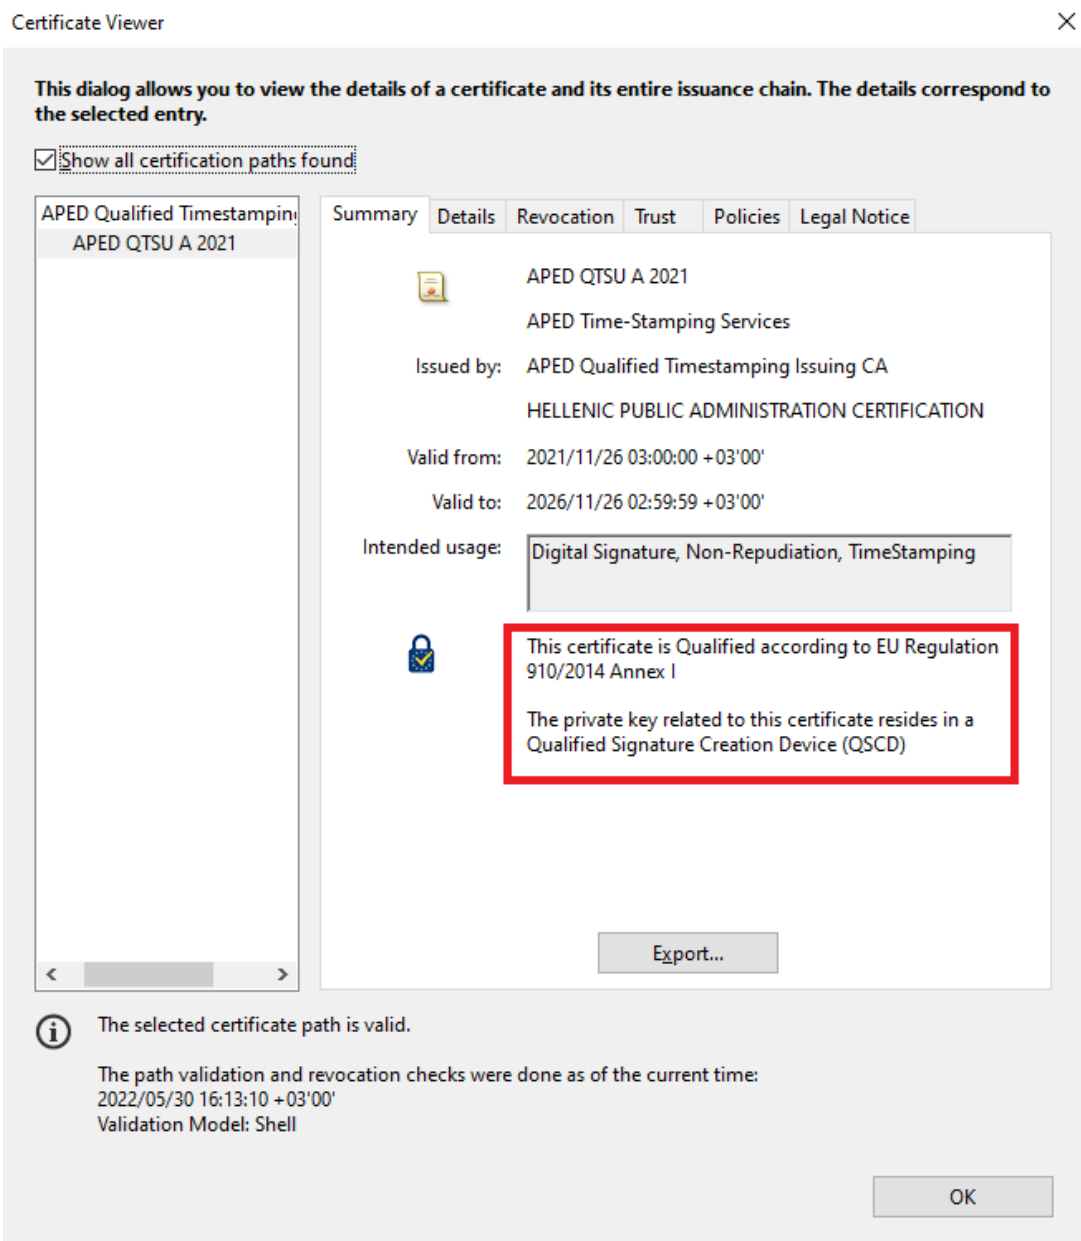 Certificate Viewer
This dialog allows you to view the details of a certificate and its entire issuance chain. The details correspond to
the selected entry.
Show all certification paths found
APED Qualified Timestamping
APED QTSU A 2021
Summary Details Revocation Trust Policies Legal Notice
APED QTSU A 2021
APED Time-Stamping Services
Issued by: APED Qualified Timestamping Issuing CA
HELLENIC PUBLIC ADMINISTRATION CERTIFICATION
Valid from: 2021/11/26 03:00:00 +03'00'
Valid to: 2026/11/26 02:59:59 +03'00'
Intended usage: Digital Signature, Non-Repudiation, TimeStamping
This certificate is Qualified according to EU Regulation
910/2014 Annex I
The private key related to this certificate resides in a
Qualified Signature Creation Device (QSCD)
Export...
The selected certificate path is valid.
The path validation and revocation checks were done as of the current time:
2022/05/30 16:13:10 +03'00'
Validation Model: Shell
OK